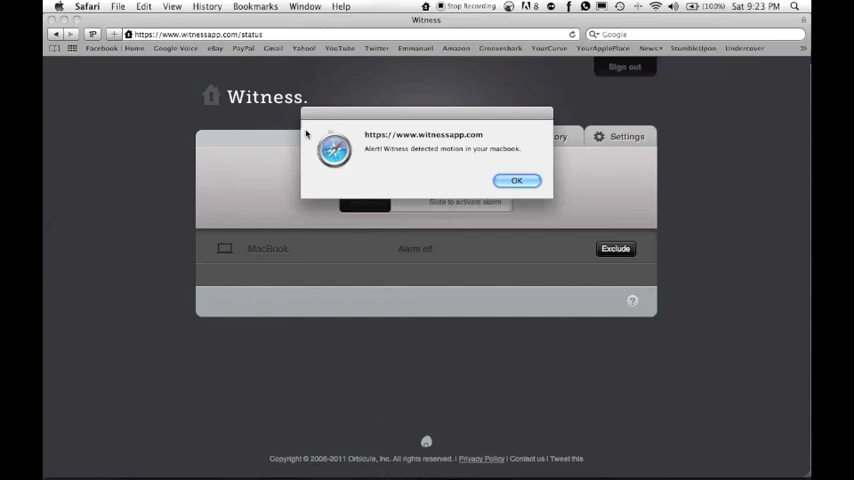 Safari File Edit View History Bookmarks Window Help Stop Recording 8 (100%) Sat 9:23 PM
Witness
https://www.witnessapp.com/status Google
Facebook | Home Google Voice eBay PayPal Gmail Yahoo! YouTube Twitter Emmanuel Amazon Grooveshark YourCurve YourApplePlace News StumbleUpon Undercover
Sign out
Witness.
ory Settings
https://www.witnessapp.com
Alert! Witness detected motion in your macbook.
OK
Slide to activate alarm
MacBook Alarm off Exclude
?
Copyright © 2006-2011 Orbicule, Inc. All rights reserved. | Privacy Policy | Contact us | Tweet this